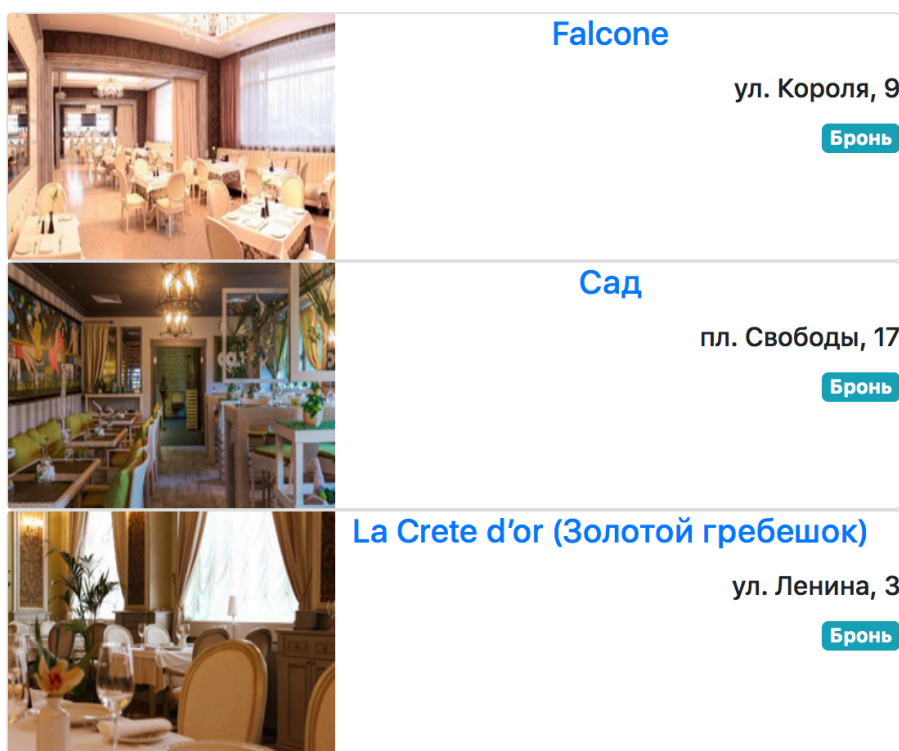 Falcone
ул. Короля, 9
Бронь
Сад
пл. Свободы, 17
Бронь
La Crete d’or (Золотой гребешок)
ул. Ленина, 3
Бронь